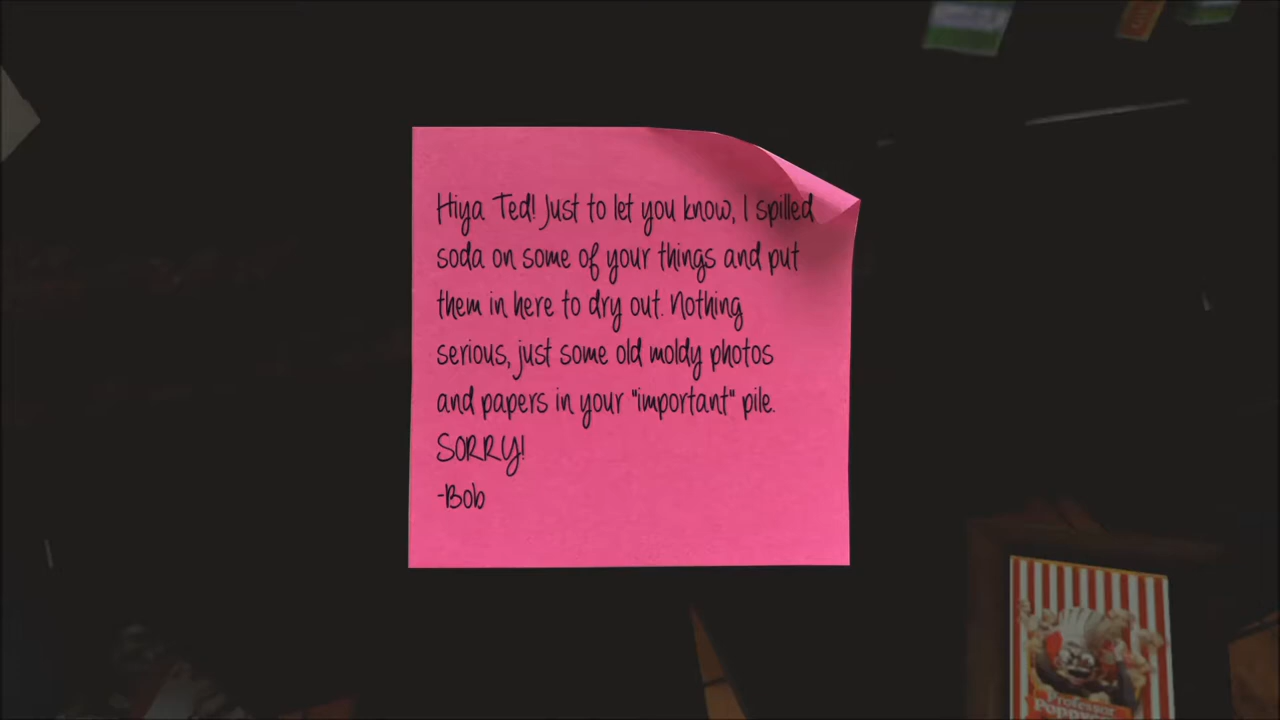 Hiya Ted! Just to let you know, I spilled
soda on some of your things and put
them in here to dry out. Nothing
serious, just some old moldy photos
and papers in your "important" pile.
SORRY!
-Bob
Professor